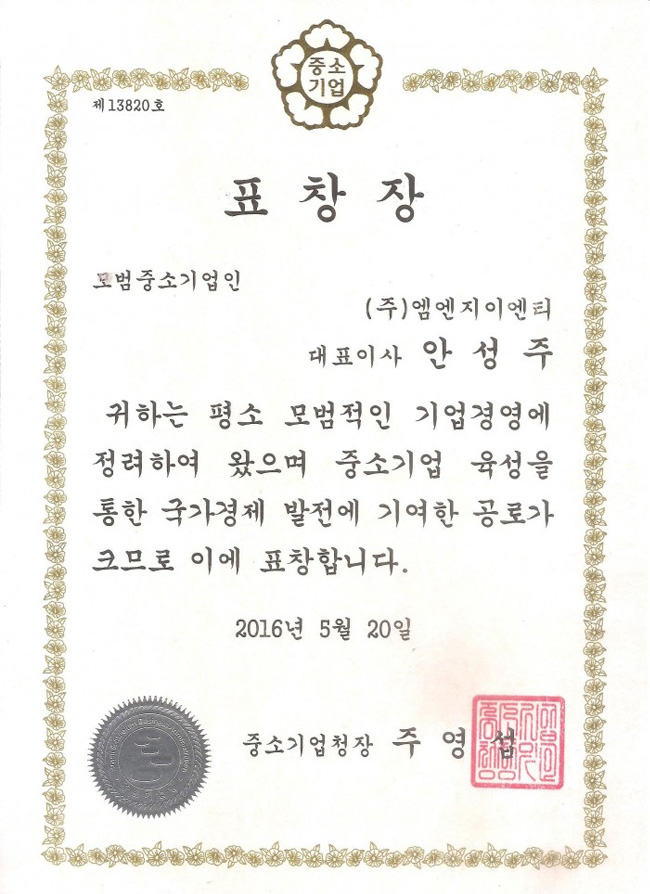 중소
기업
제13820호
표 창 장
모범중소기업인
(주)엠엔지이엔티
대표이사 안 성 주
귀하는 평소 모범적인 기업경영에
정려하여 왔으며 중소기업 육성을
통한 국가경제 발전에 기여한 공로가
크므로 이에 표창합니다.
2016년 5월 20일
중소기업청장 주 영 섭